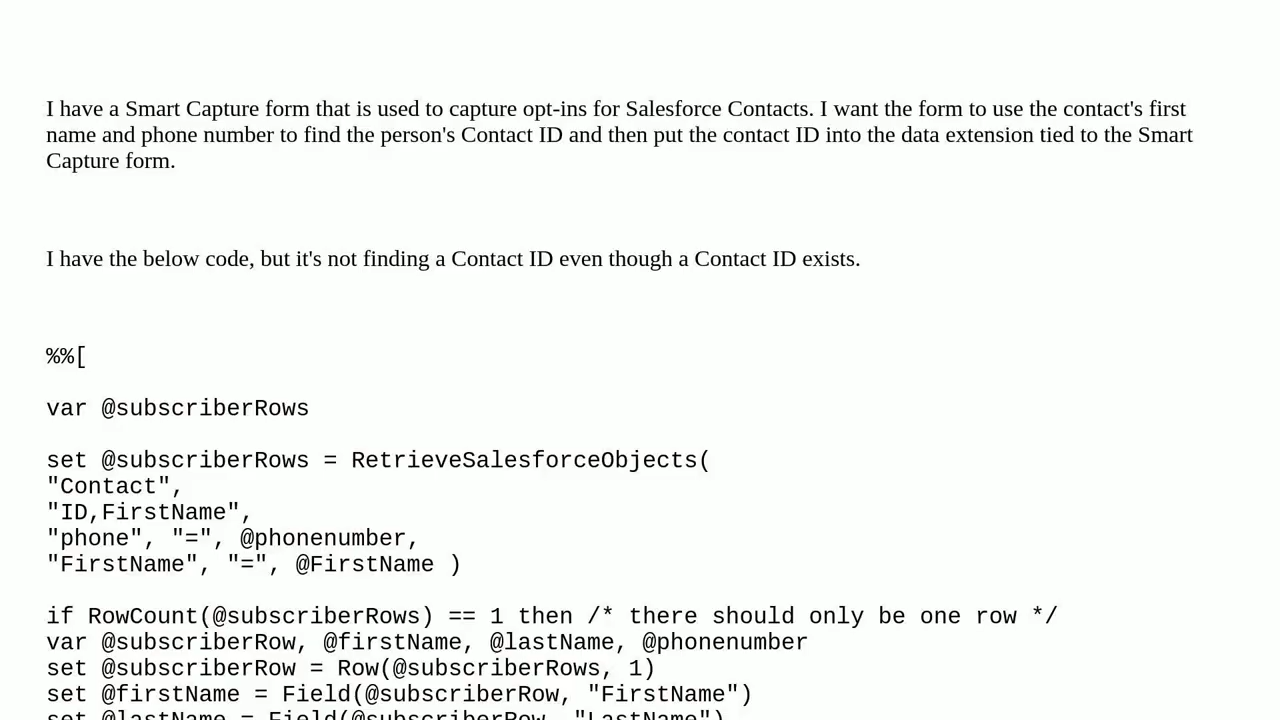 I have a Smart Capture form that is used to capture opt-ins for Salesforce Contacts. I want the form to use the contact's first
name and phone number to find the person's Contact ID and then put the contact ID into the data extension tied to the Smart
Capture form.
I have the below code, but it's not finding a Contact ID even though a Contact ID exists.
%%[
var @subscriberRows
set @subscriberRows = RetrieveSalesforceObjects(
"Contact",
"ID,FirstName",
"phone", "=", @phonenumber,
"FirstName", "=", @FirstName )
if RowCount(@subscriberRows) == 1 then /* there should only be one row */
var @subscriberRow, @firstName, @lastName, @phonenumber
set @subscriberRow = Row(@subscriberRows, 1)
set @firstName = Field(@subscriberRow, "FirstName")
set @lastName = Field(@subscriberRow, "LastName")